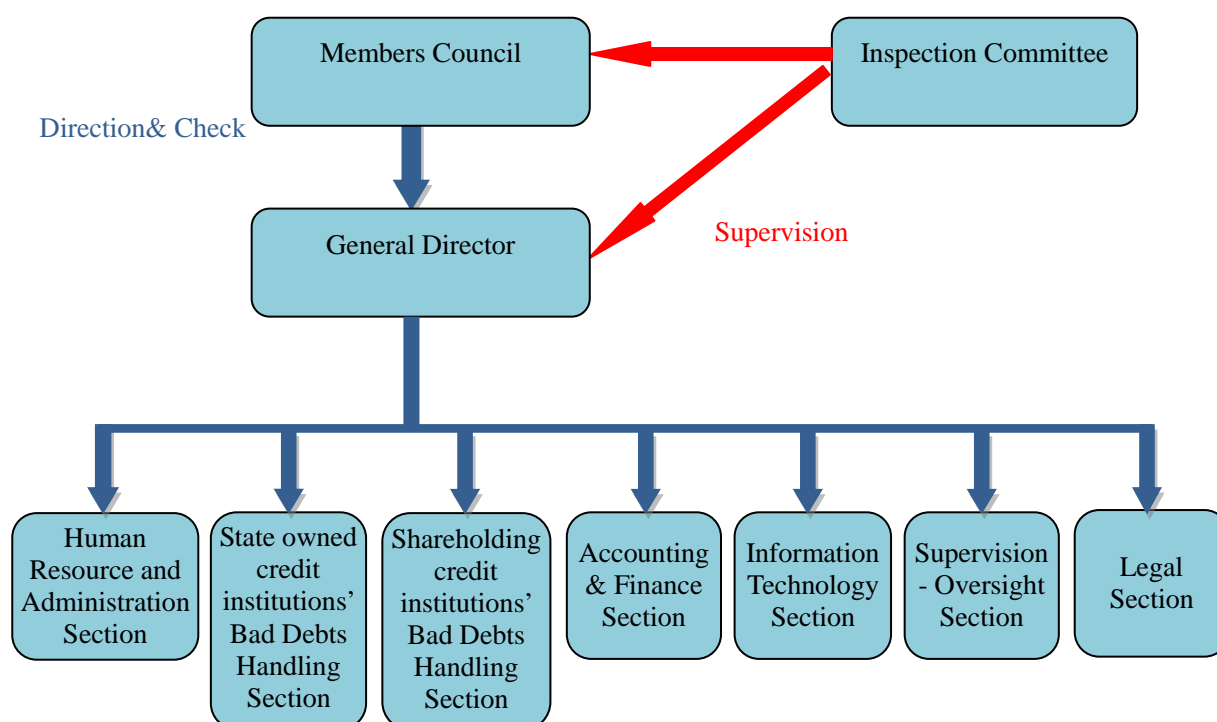 Members Council
Inspection Committee
Direction& Check
General Director
Supervision
Human
Resource and
Administration
Section
State owned
credit
institutions’
Bad Debts
Handling
Section
Shareholding
credit
institutions’
Bad Debts
Handling
Section
Accounting
& Finance
Section
Information
Technology
Section
Supervision
- Oversight
Section
Legal
Section